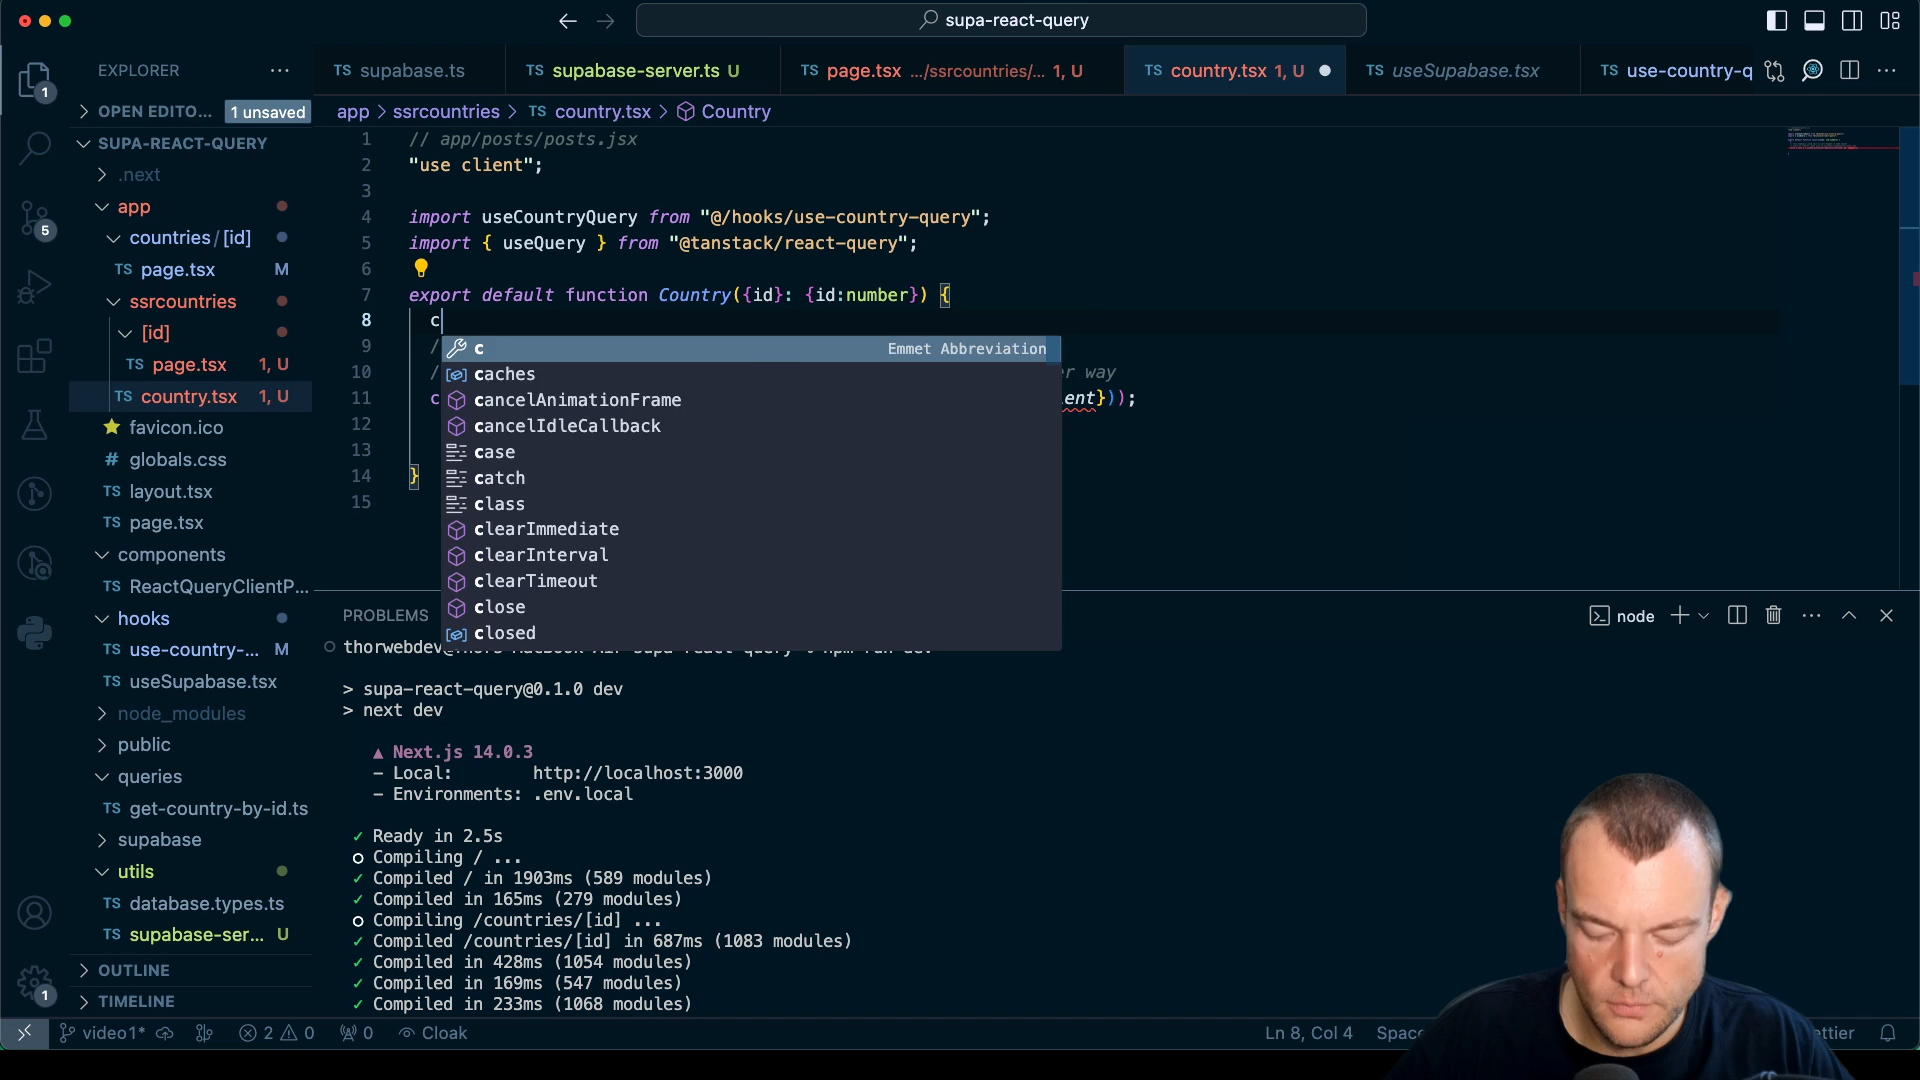 supa-react-query
EXPLORER
TS supabase.ts
TS supabase-server.ts U
TS page.tsx .../ssrcountries/... 1, U
TS country.tsx 1, U
TS useSupabase.tsx
TS use-country-q
OPEN EDITO... 1 unsaved
app > ssrcountries > TS country.tsx > Country
SUPA-REACT-QUERY
.next
app
countries/[id]
TS page.tsx M
ssrcountries
[id]
TS page.tsx 1, U
TS country.tsx 1, U
favicon.ico
# globals.css
TS layout.tsx
TS page.tsx
components
TS ReactQueryClientP...
hooks
TS use-country-... M
TS useSupabase.tsx
node_modules
public
queries
TS get-country-by-id.ts
supabase
utils
TS database.types.ts
TS supabase-ser... U
OUTLINE
TIMELINE
1
5
1
1 // app/posts/posts.jsx
2 "use client";
3
4 import useCountryQuery from "@/hooks/use-country-query";
5 import { useQuery } from "@tanstack/react-query";
6
7 export default function Country({id}: {id:number}) {
8 c
9 /
10 / er way
11 c ent}));
12
13
14 }
15
c Emmet Abbreviation
caches
cancelAnimationFrame
cancelIdleCallback
case
catch
class
clearImmediate
clearInterval
clearTimeout
close
closed
PROBLEMS
node
> supa-react-query@0.1.0 dev
> next dev
▲ Next.js 14.0.3
- Local: http://localhost:3000
- Environments: .env.local
✓ Ready in 2.5s
○ Compiling / ...
✓ Compiled / in 1903ms (589 modules)
✓ Compiled in 165ms (279 modules)
○ Compiling /countries/[id] ...
✓ Compiled /countries/[id] in 687ms (1083 modules)
✓ Compiled in 428ms (1054 modules)
✓ Compiled in 169ms (547 modules)
✓ Compiled in 233ms (1068 modules)
video1* 2 0 0 Cloak Ln 8, Col 4 Space ttier